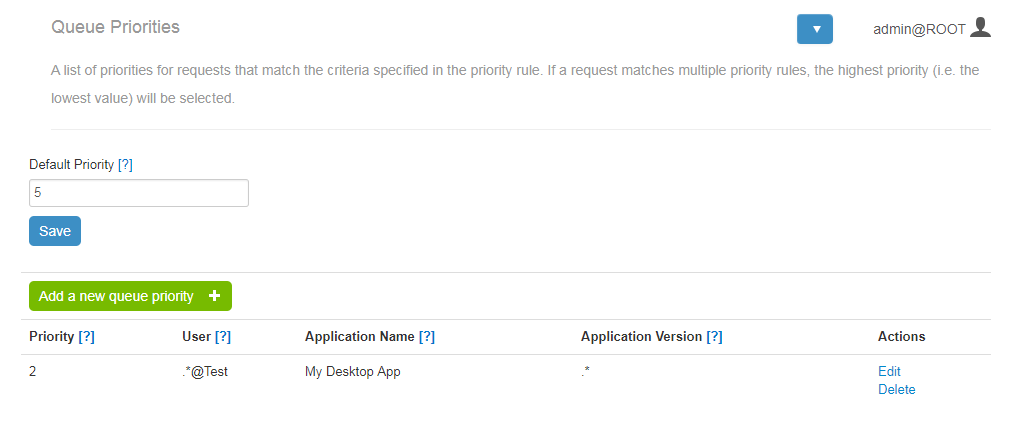 Queue Priorities
admin@ROOT
A list of priorities for requests that match the criteria specified in the priority rule. If a request matches multiple priority rules, the highest priority (i.e. the
lowest value) will be selected.
Default Priority [?]
5
Save
Add a new queue priority +
Priority [?] User [?] Application Name [?] Application Version [?] Actions
2 .*@Test My Desktop App .* Edit
Delete